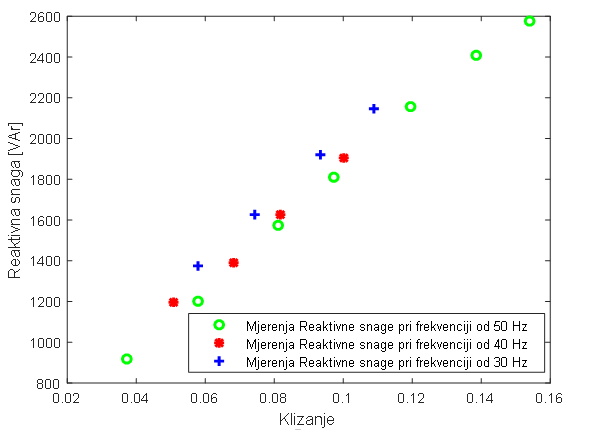 2600
2400
2200
2000
1800
1600
1400
1200
1000
800
Reaktivna snaga [VAr]
Mjerenja Reaktivne snage pri frekvenciji od 50 Hz
Mjerenja Reaktivne snage pri frekvenciji od 40 Hz
Mjerenja Reaktivne snage pri frekvenciji od 30 Hz
0.02 0.04 0.06 0.08 0.1 0.12 0.14 0.16
Klizanje